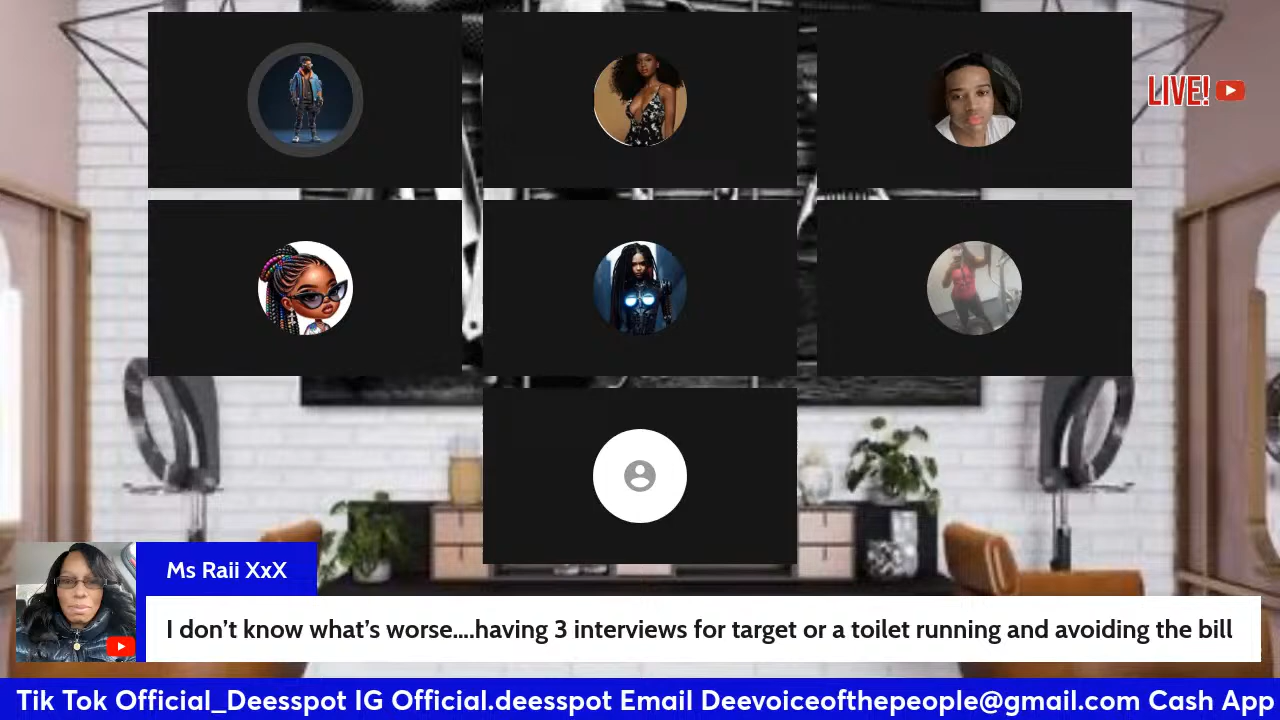 LIVE!
Ms Raii XxX
I don’t know what’s worse....having 3 interviews for target or a toilet running and avoiding the bill
Tik Tok Official_Deesspot IG Official.deesspot Email Deevoiceofthepeople@gmail.com Cash App